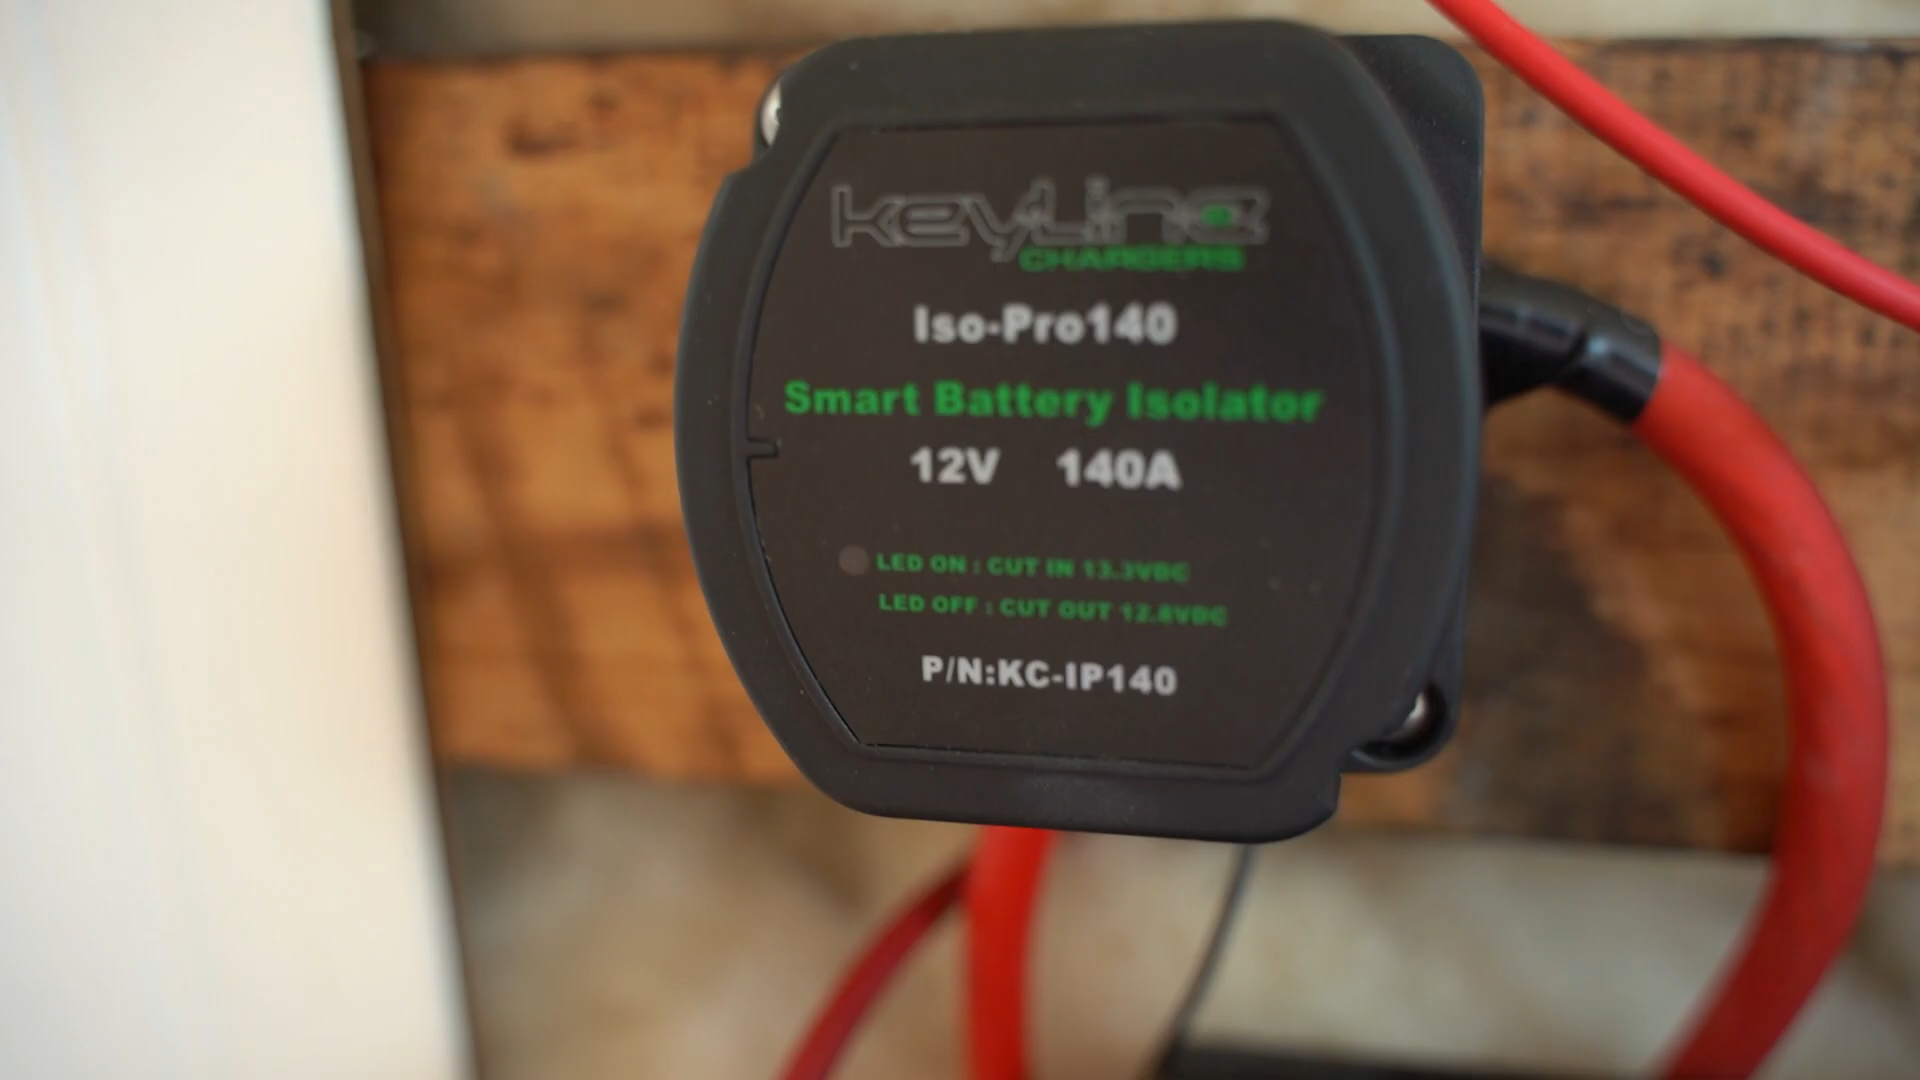 keyLine
CHARGERS
Iso-Pro140
Smart Battery Isolator
12V 140A
LED ON : CUT IN 13.3VDC
LED OFF : CUT OUT 12.8VDC
P/N:KC-IP140